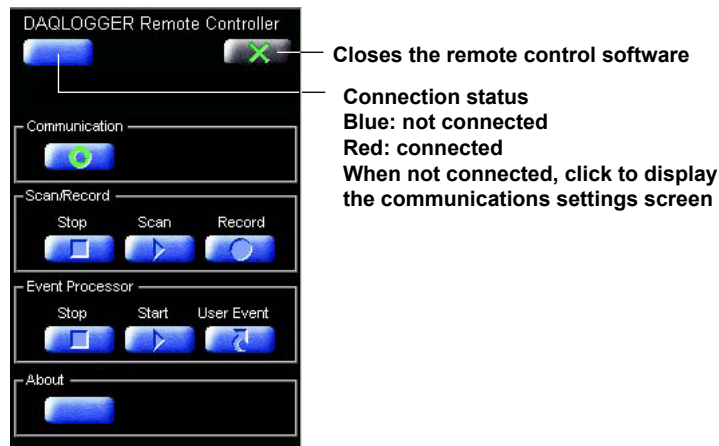 DAQLOGGER Remote Controller
Closes the remote control software
Connection status
Blue: not connected
Red: connected
When not connected, click to display
the communications settings screen
Communication
Scan/Record
Stop Scan Record
Event Processor
Stop Start User Event
About